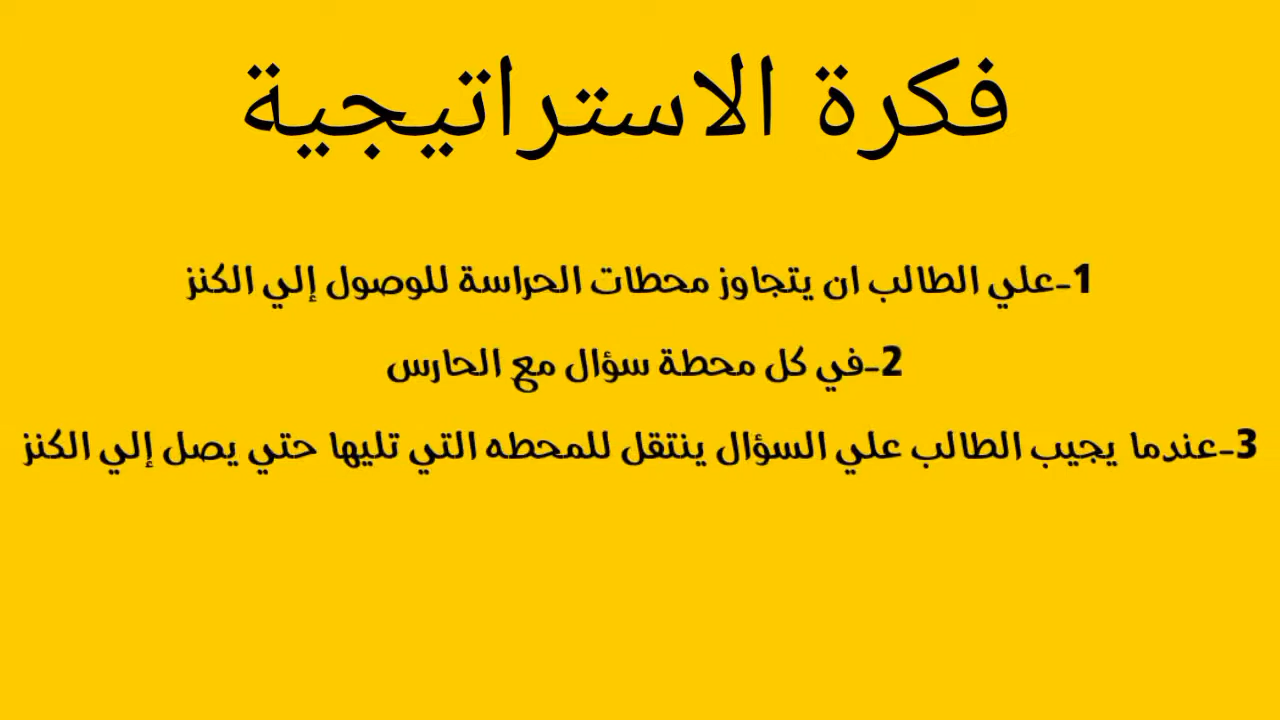 فكرة الاستراتيجية
1-علي الطالب ان يتجاوز محطات الحراسة للوصول إلي الكنز
2-في كل محطة سؤال مع الحارس
3-عندما يجيب الطالب علي السؤال ينتقل للمحطه التي تليها حتي يصل إلي الكنز